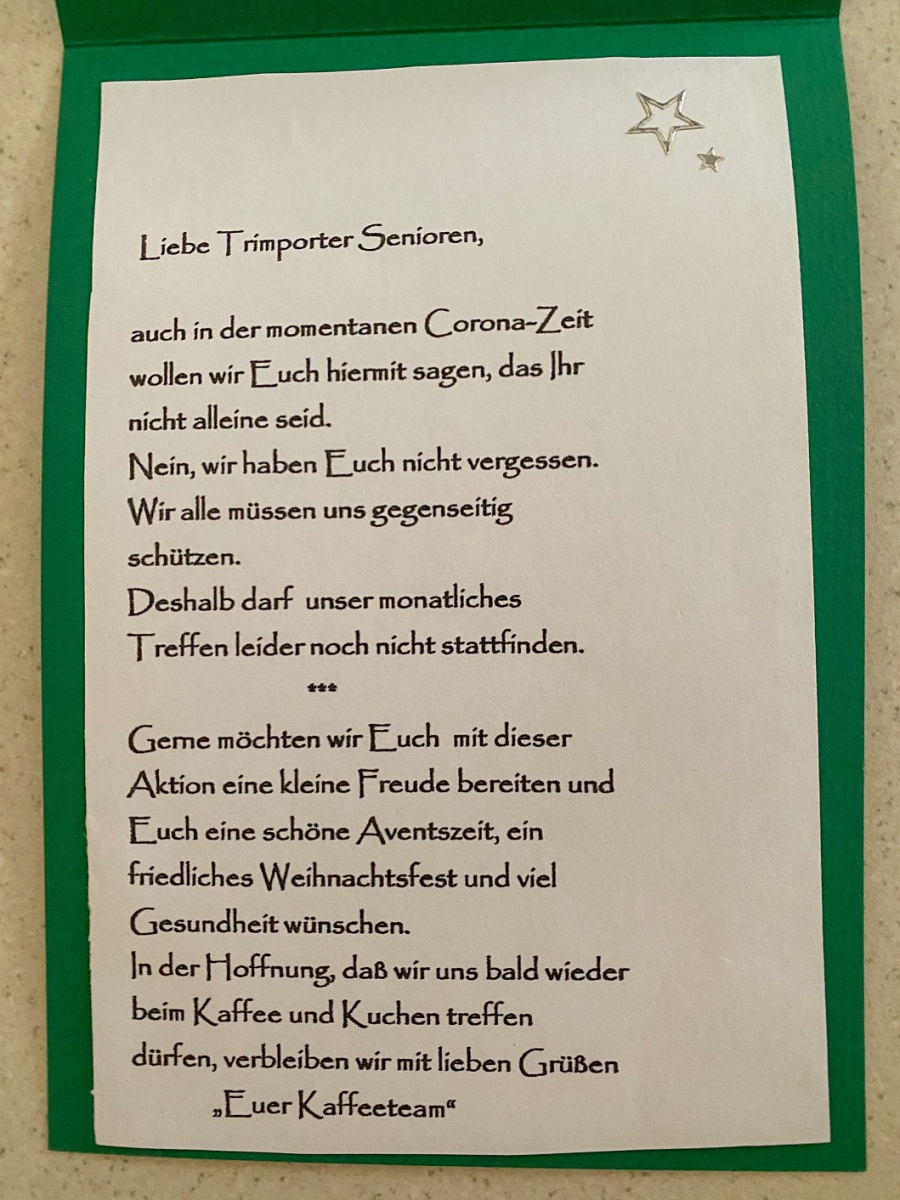 Liebe Trimporter Senioren,
auch in der momentanen Corona-Zeit
wollen wir Euch hiermit sagen, das Ihr
nicht alleine seid.
Nein, wir haben Euch nicht vergessen.
Wir alle müssen uns gegenseitig
schützen.
Deshalb darf unser monatliches
Treffen leider noch nicht stattfinden.
***
Gerne möchten wir Euch mit dieser
Aktion eine kleine Freude bereiten und
Euch eine schöne Aventszeit, ein
friedliches Weihnachtsfest und viel
Gesundheit wünschen.
In der Hoffnung, daß wir uns bald wieder
beim Kaffee und Kuchen treffen
dürfen, verbleiben wir mit lieben Grüßen
„Euer Kaffeeteam“